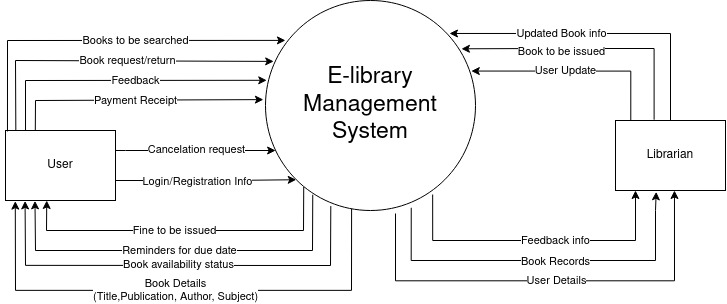 Books to be searched
Book request/return
Feedback
Payment Receipt
Cancelation request
Login/Registration Info
User
Fine to be issued
Reminders for due date
Book availability status
Book Details
(Title,Publication, Author, Subject)
E-library
Management
System
Updated Book info
Book to be issued
User Update
Librarian
Feedback info
Book Records
User Details